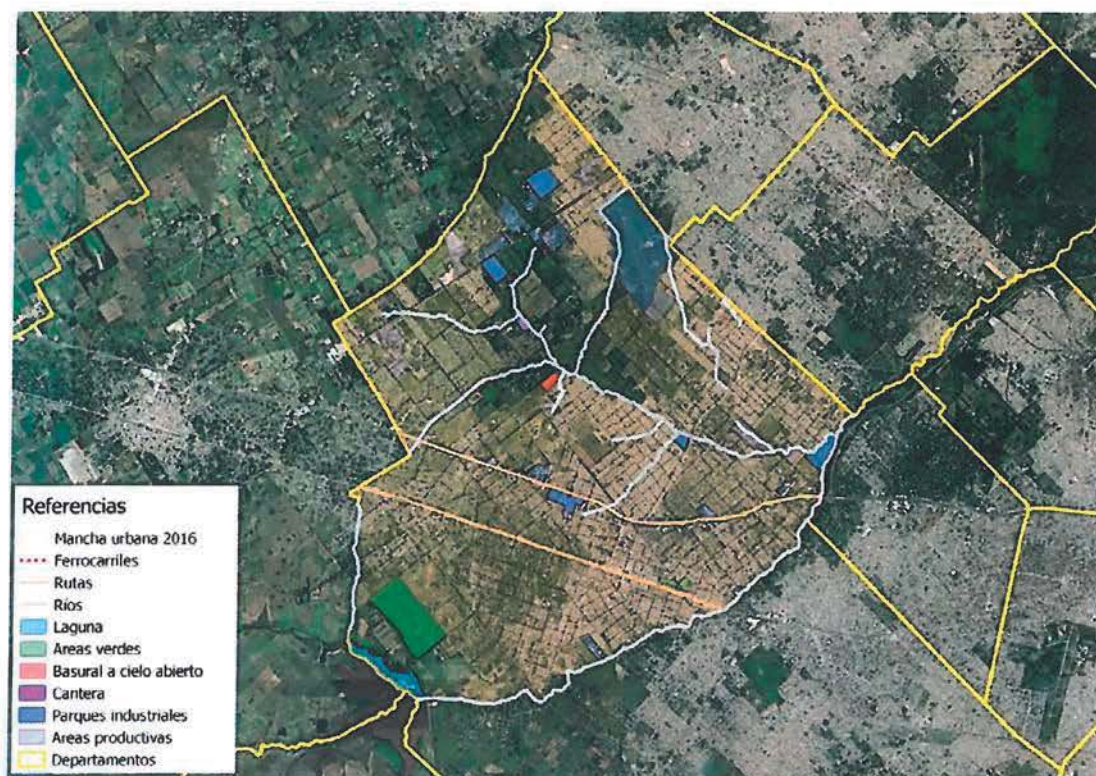 Referencias
Mancha urbana 2016
Ferrocarriles
Rutas
Ríos
Laguna
Areas verdes
Basural a cielo abierto
Cantera
Parques industriales
Areas productivas
Departamentos